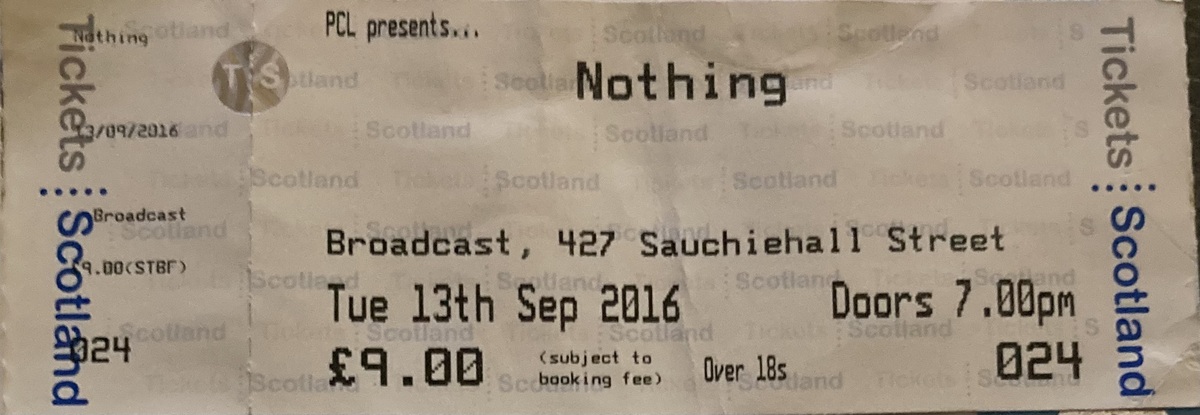 Tickets Scotland
Nothing
13/09/2016
Broadcast
£9.00(STBF)
024
TS
PCL presents...
Nothing
Broadcast, 427 Sauchiehall Street
Tue 13th Sep 2016 Doors 7.00pm
£9.00 (subject to booking fee) Over 18s 024
Tickets Scotland